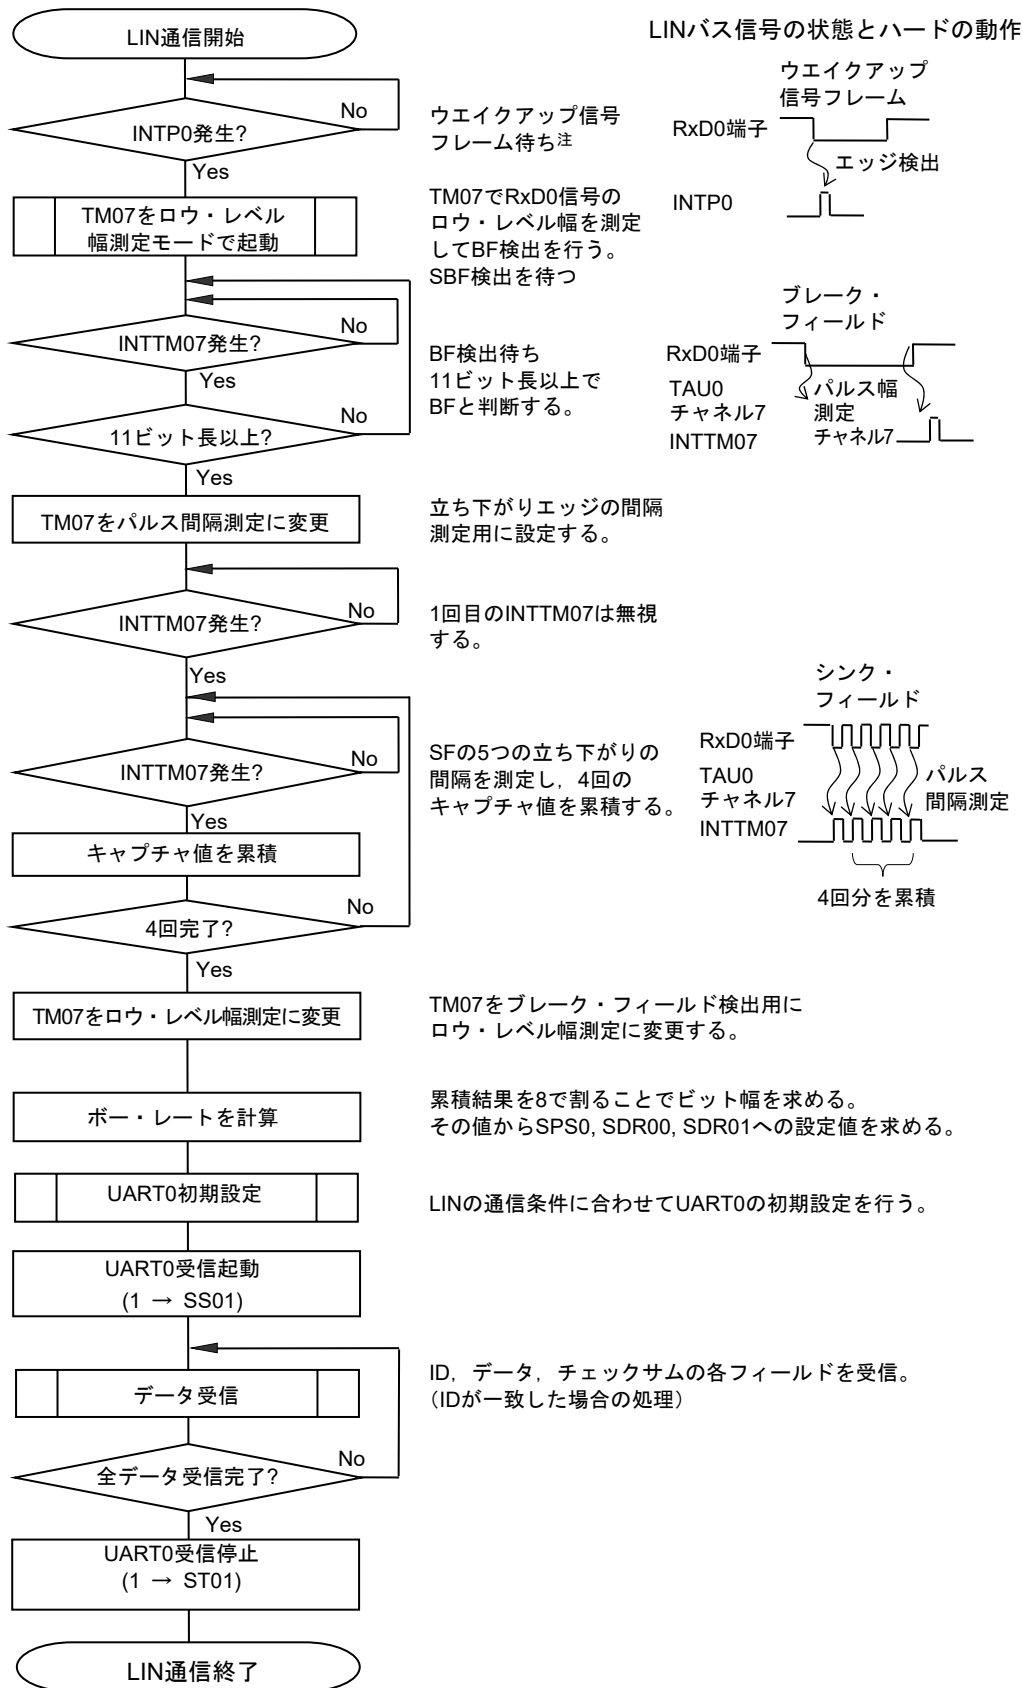 LIN通信開始
LINバス信号の状態とハードの動作
No
INTP0発生?
Yes
ウエイクアップ信号
フレーム待ち注
ウエイクアップ
信号フレーム
RxD0端子
エッジ検出
INTP0
TM07をロウ・レベル
幅測定モードで起動
TM07でRxD0信号の
ロウ・レベル幅を測定
してBF検出を行う。
SBF検出を待つ
No
INTTM07発生?
Yes
No
11ビット長以上?
Yes
BF検出待ち
11ビット長以上で
BFと判断する。
ブレーク・
フィールド
RxD0端子
TAU0
チャネル7
パルス幅
測定
INTTM07
チャネル7
TM07をパルス間隔測定に変更
立ち下がりエッジの間隔
測定用に設定する。
No
INTTM07発生?
Yes
1回目のINTTM07は無視
する。
No
INTTM07発生?
Yes
SFの5つの立ち下がりの
間隔を測定し，4回の
キャプチャ値を累積する。
シンク・
フィールド
RxD0端子
TAU0
チャネル7
パルス
間隔測定
INTTM07
4回分を累積
キャプチャ値を累積
No
4回完了?
Yes
TM07をロウ・レベル幅測定に変更
TM07をブレーク・フィールド検出用に
ロウ・レベル幅測定に変更する。
ボー・レートを計算
累積結果を8で割ることでビット幅を求める。
その値からSPS0, SDR00, SDR01への設定値を求める。
UART0初期設定
LINの通信条件に合わせてUART0の初期設定を行う。
UART0受信起動
(1 → SS01)
データ受信
ID，データ，チェックサムの各フィールドを受信。
（IDが一致した場合の処理）
No
全データ受信完了?
Yes
UART0受信停止
(1 → ST01)
LIN通信終了